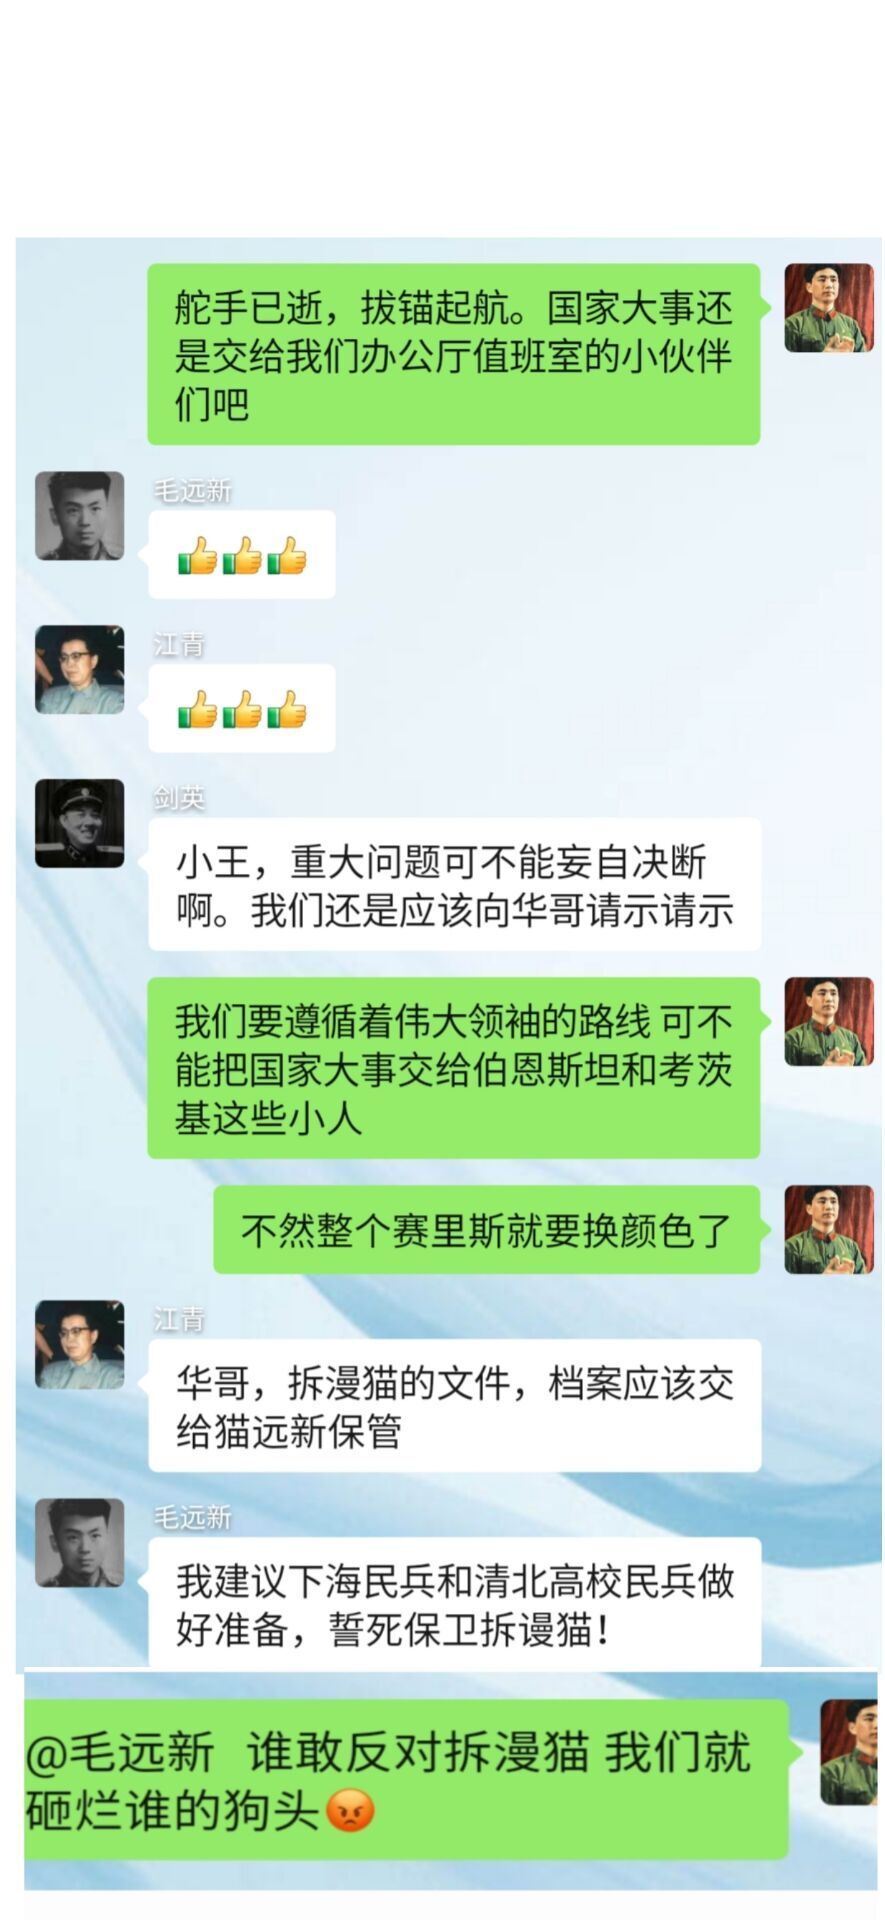 舵手已逝，拔锚起航。国家大事还
是交给我们办公厅值班室的小伙伴
们吧
毛远新
👍👍👍
江青
👍👍👍
剑英
小王，重大问题可不能妄自决断
啊。我们还是应该向华哥请示请示
我们要遵循着伟大领袖的路线 可不
能把国家大事交给伯恩斯坦和考茨
基这些小人
不然整个赛里斯就要换颜色了
江青
华哥，拆漫猫的文件，档案应该交
给猫远新保管
毛远新
我建议下海民兵和清北高校民兵做
好准备，誓死保卫拆谩猫！
@毛远新 谁敢反对拆漫猫 我们就
砸烂谁的狗头😡